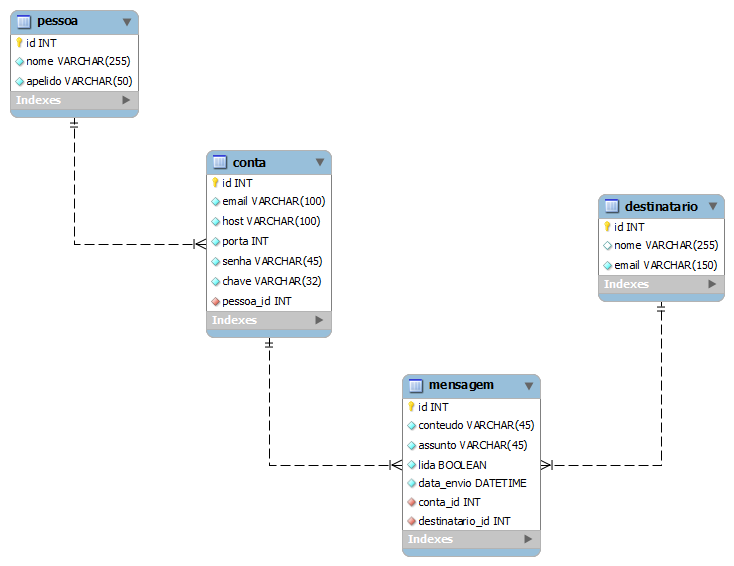 pessoa
id INT
nome VARCHAR(255)
apelido VARCHAR(50)
Indexes
conta
id INT
email VARCHAR(100)
host VARCHAR(100)
porta INT
senha VARCHAR(45)
chave VARCHAR(32)
pessoa_id INT
Indexes
destinatario
id INT
nome VARCHAR(255)
email VARCHAR(150)
Indexes
mensagem
id INT
conteudo VARCHAR(45)
assunto VARCHAR(45)
lida BOOLEAN
data_envio DATETIME
conta_id INT
destinatario_id INT
Indexes